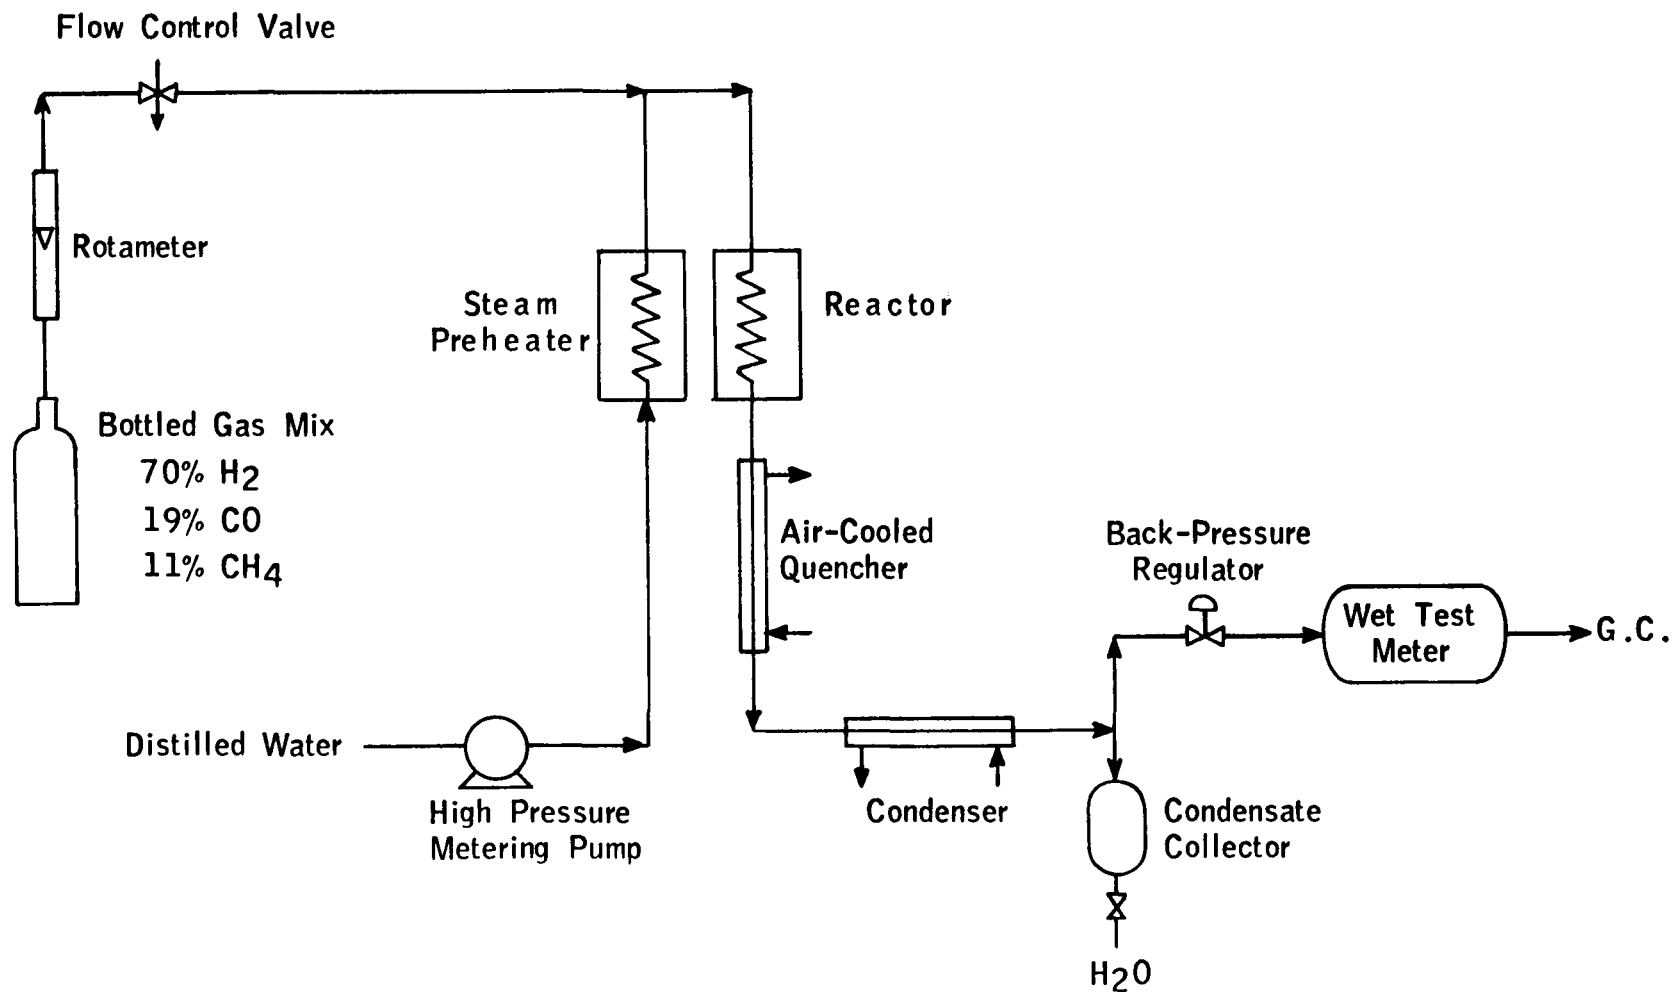 Flow Control Valve
Rotameter
Steam
Preheater
Reactor
Bottled Gas Mix
70% H2
19% CO
11% CH4
Air-Cooled
Quencher
Back-Pressure
Regulator
Wet Test
Meter
G.C.
Distilled Water
High Pressure
Metering Pump
Condenser
Condensate
Collector
H2O